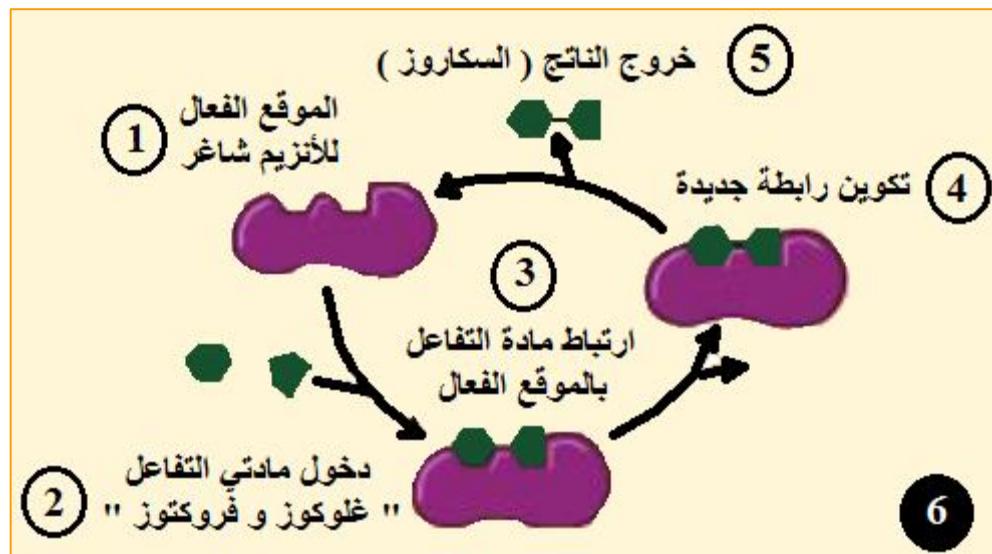 5 خروج الناتج ( السكاروز )
1 الموقع الفعال
للأنزيم شاغر
4 تكوين رابطة جديدة
3
ارتباط مادة التفاعل
بالموقع الفعال
2 دخول مادتي التفاعل
" غلوكوز و فروكتوز "
6